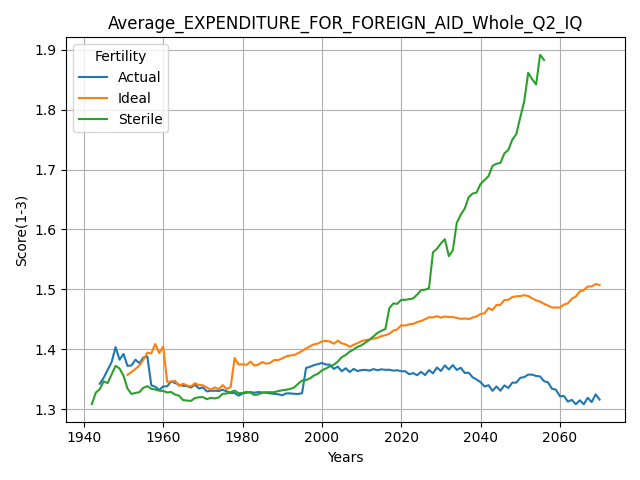 Average_EXPENDITURE_FOR_FOREIGN_AID_Whole_Q2_IQ
Fertility
Actual
Ideal
Sterile
Score(1-3)
1.9
1.8
1.7
1.6
1.5
1.4
1.3
1940
1960
1980
2000
2020
2040
2060
Years